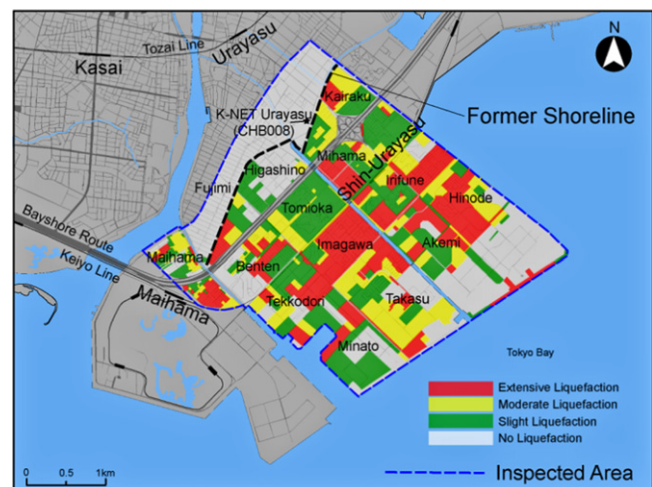 Tozai Line
Urayasu
Kasai
N
Kairaku
Former Shoreline
K-NET Urayasu
(CHB008)
Mihama
Shin-Urayasu
Higashino
Irifune
Hinode
Fujimi
Tomioka
Imagawa
Akemi
Bayshore Route
Keiyo Line
Maihama
Benten
Maihama
Tekkodori
Takasu
Minato
Tokyo Bay
Extensive Liquefaction
Moderate Liquefaction
Slight Liquefaction
No Liquefaction
Inspected Area
0 0.5 1km